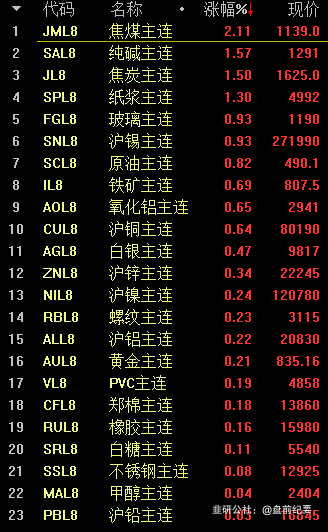 代码 名称 涨幅%↓ 现价
1 JML8 焦煤主连 2.11 1139.0
2 SAL8 纯碱主连 1.57 1291
3 JL8 焦炭主连 1.50 1625.0
4 SPL8 纸浆主连 1.30 4992
5 FGL8 玻璃主连 0.93 1190
6 SNL8 沪锡主连 0.93 271990
7 SCL8 原油主连 0.82 490.1
8 IL8 铁矿主连 0.69 807.5
9 AOL8 氧化铝主连 0.65 2941
10 CUL8 沪铜主连 0.64 80190
11 AGL8 白银主连 0.47 9817
12 ZNL8 沪锌主连 0.34 22245
13 NIL8 沪镍主连 0.24 120780
14 RBL8 螺纹主连 0.23 3115
15 ALL8 沪铝主连 0.22 20830
16 AUL8 黄金主连 0.21 835.16
17 VL8 PVC主连 0.19 4858
18 CFL8 郑棉主连 0.18 13860
19 RUL8 橡胶主连 0.16 15980
20 SRL8 白糖主连 0.11 5540
21 SSL8 不锈钢主连 0.08 12925
22 MAL8 甲醇主连 0.04 2404
23 PBL8 沪铅主连 0.03 16845
韭研公社：@盘前纪要